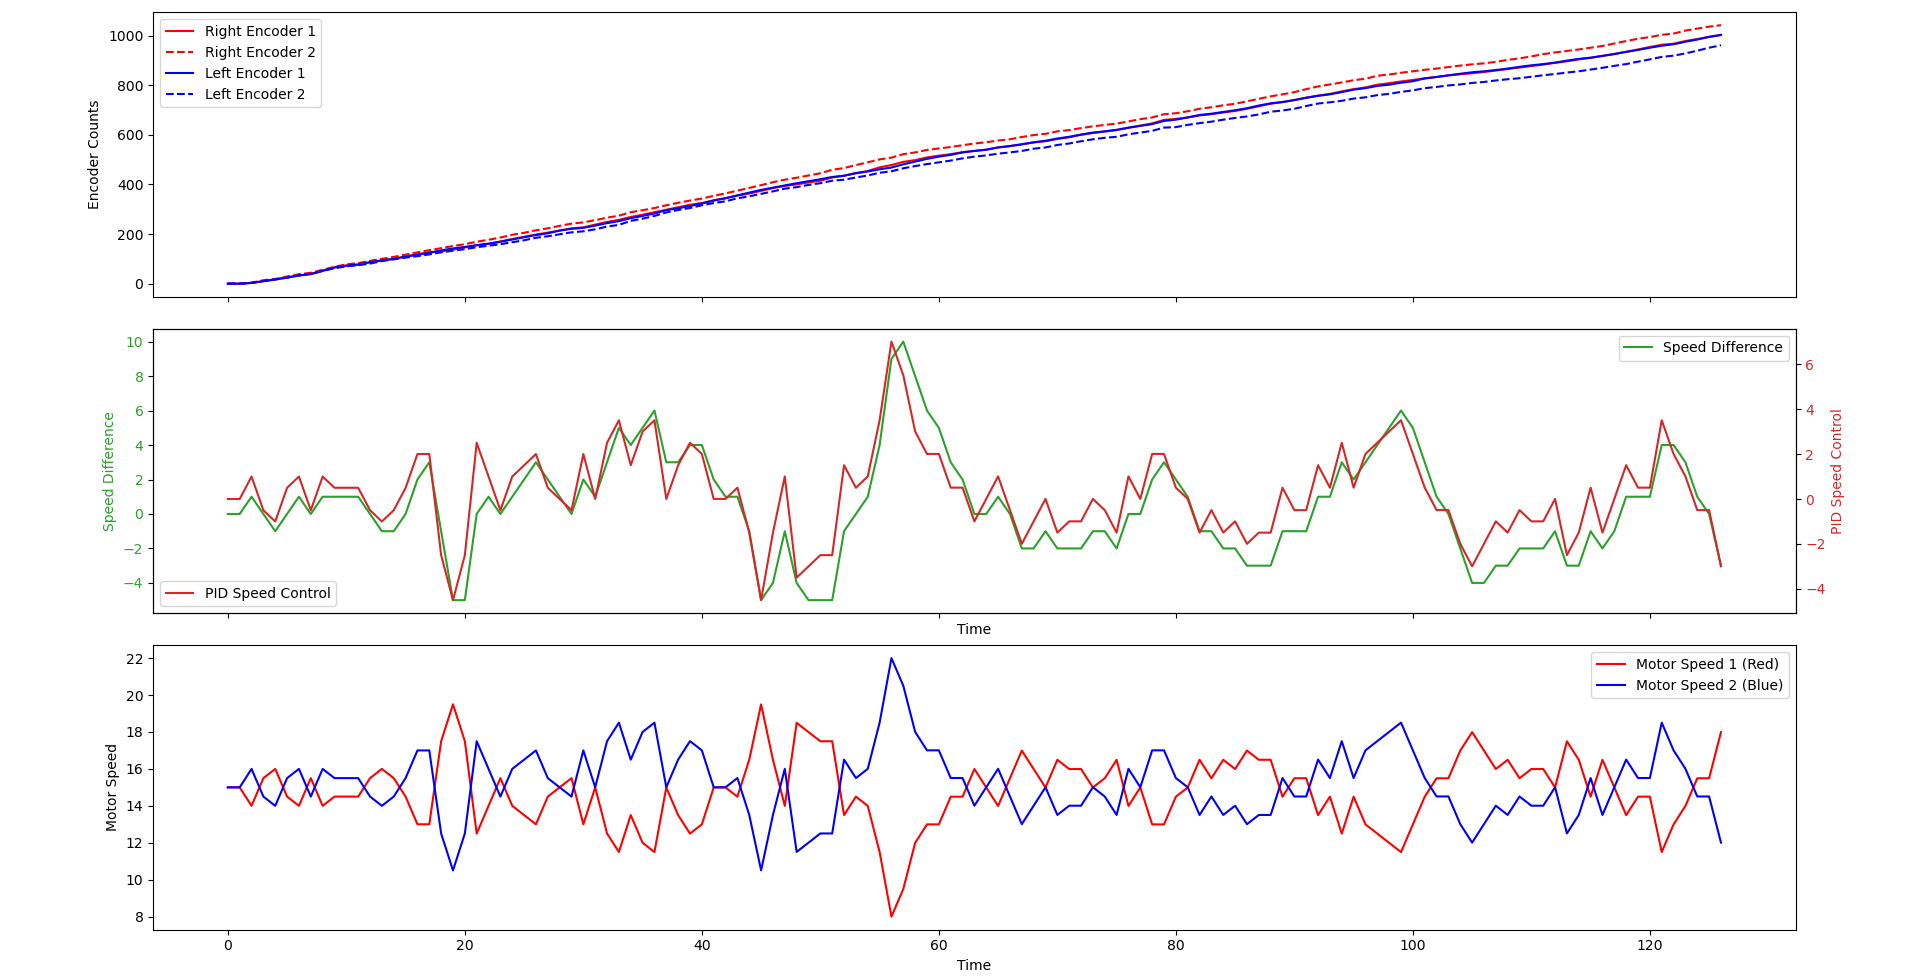 Encoder Counts
1000
800
600
400
200
0
Right Encoder 1
Right Encoder 2
Left Encoder 1
Left Encoder 2
Speed Difference
10
8
6
4
2
0
−2
−4
Speed Difference
PID Speed Control
6
4
2
0
−2
−4
PID Speed Control
Time
Motor Speed
22
20
18
16
14
12
10
8
Motor Speed 1 (Red)
Motor Speed 2 (Blue)
0 20 40 60 80 100 120
Time